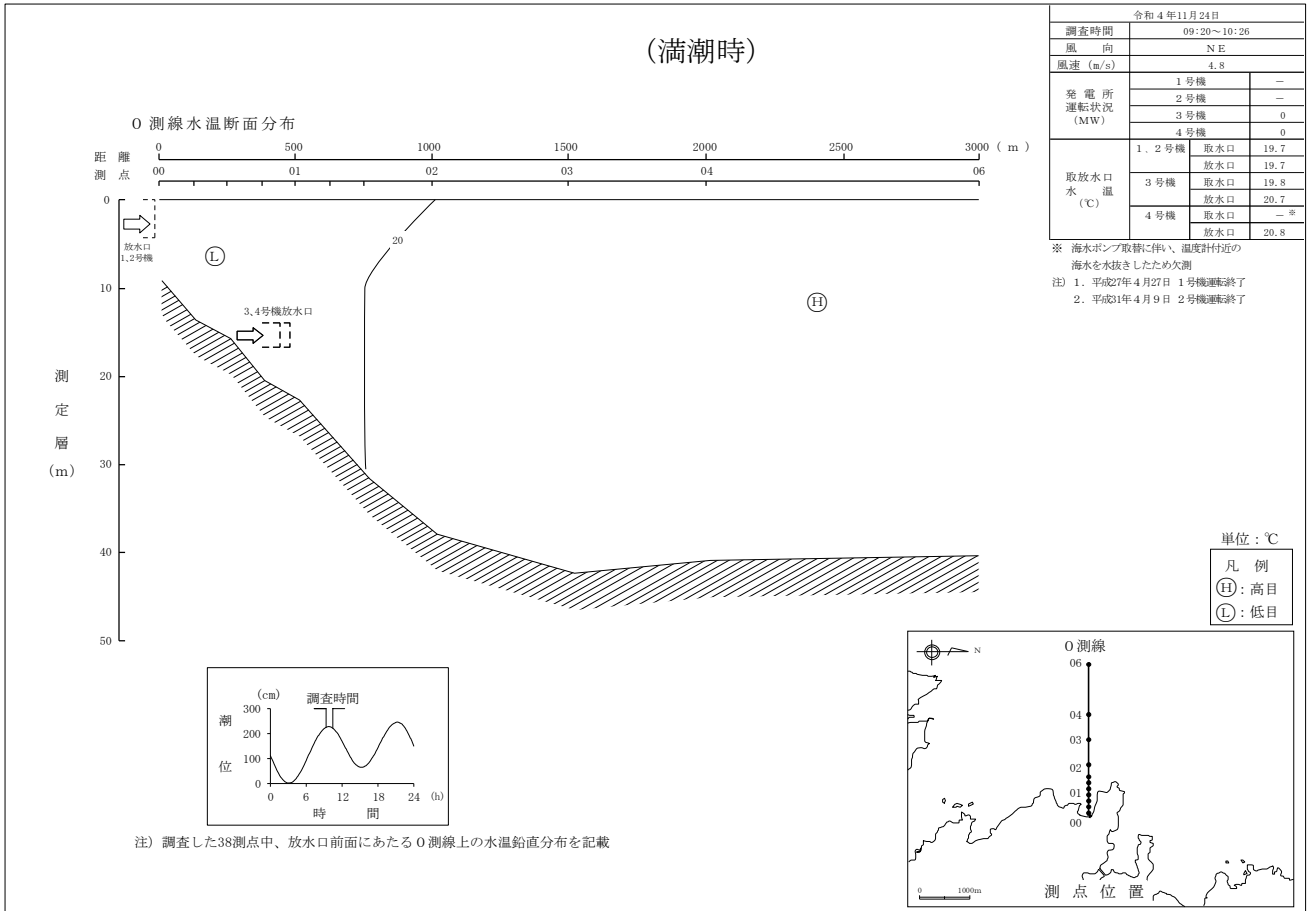 (満潮時)
令和4年11月24日
調査時間 09:20～10:26
風 向 NE
風速 (m/s) 4.8
発電所
運転状況
(MW)
1号機 －
2号機 －
3号機 0
4号機 0
取放水口
水 温
(℃)
1、2号機 取水口 19.7
放水口 19.7
3号機 取水口 19.8
放水口 20.7
4号機 取水口 －※
放水口 20.8
※ 海水ポンプ取替に伴い、温度計付近の
海水を水抜きしたため欠測
注) 1. 平成27年4月27日 1号機運転終了
2. 平成31年4月9日 2号機運転終了
0測線水温断面分布
距 離 0 500 1000 1500 2000 3000 (m)
測 点 00 01 02 03 04 06
測 定 層 (m)
0
10
20
30
40
50
放水口
1,2号機
L
20
H
3,4号機放水口
単位：℃
凡 例
H：高目
L：低目
(cm) 調査時間
潮 位
300
200
100
0
0 6 12 18 24 (h)
時 間
注) 調査した38測点中、放水口前面にあたる0測線上の水温鉛直分布を記載
N
0測線
06
04
03
02
01
00
0 1000m
測点位置